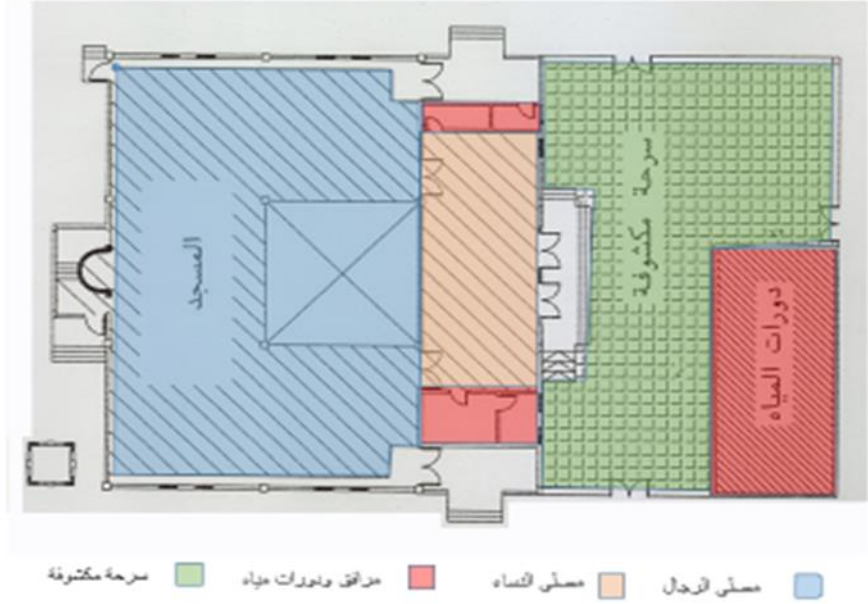 المسجد
سرحة مكشوفة
دورات المياه
مصلى الرجال
مصلى النساء
مرافق ودورات مياه
سرحة مكشوفة